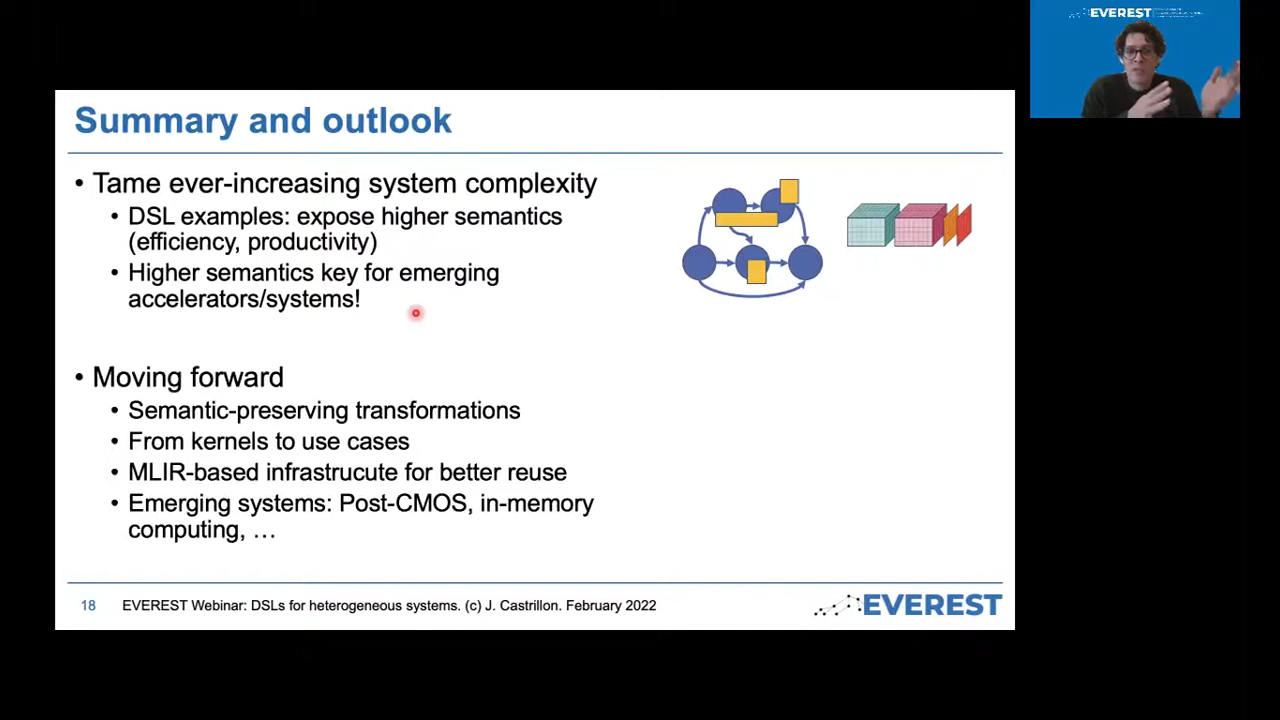 EVEREST
Summary and outlook
• Tame ever-increasing system complexity
• DSL examples: expose higher semantics
(efficiency, productivity)
• Higher semantics key for emerging
accelerators/systems!
• Moving forward
• Semantic-preserving transformations
• From kernels to use cases
• MLIR-based infrastrucute for better reuse
• Emerging systems: Post-CMOS, in-memory
computing, …
18 EVEREST Webinar: DSLs for heterogeneous systems. (c) J. Castrillon. February 2022
EVEREST